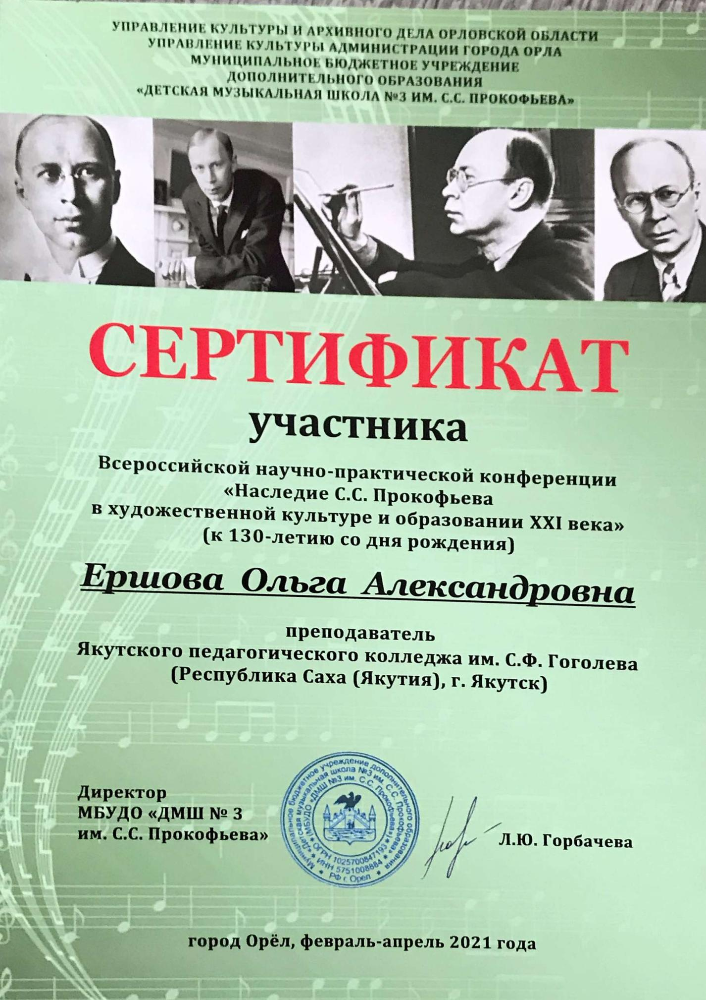 УПРАВЛЕНИЕ КУЛЬТУРЫ И АРХИВНОГО ДЕЛА ОРЛОВСКОЙ ОБЛАСТИ
УПРАВЛЕНИЕ КУЛЬТУРЫ АДМИНИСТРАЦИИ ГОРОДА ОРЛА
МУНИЦИПАЛЬНОЕ БЮДЖЕТНОЕ УЧРЕЖДЕНИЕ
ДОПОЛНИТЕЛЬНОГО ОБРАЗОВАНИЯ
«ДЕТСКАЯ МУЗЫКАЛЬНАЯ ШКОЛА №3 ИМ. С.С. ПРОКОФЬЕВА»
СЕРТИФИКАТ
участника
Всероссийской научно-практической конференции
«Наследие С.С. Прокофьева
в художественной культуре и образовании XXI века»
(к 130-летию со дня рождения)
Ершова Ольга Александровна
преподаватель
Якутского педагогического колледжа им. С.Ф. Гоголева
(Республика Саха (Якутия), г. Якутск)
Директор
МБУДО «ДМШ № 3
им. С.С. Прокофьева»
Муниципальное бюджетное учреждение дополнительного образования
«Детская музыкальная школа №3 им. С.С. Прокофьева»
(МБУДО «ДМШ №3 им. С.С. Прокофьева»)
ОГРН 1025700847193
ИНН 5751008884
РФ г. Орел
Л.Ю. Горбачева
город Орёл, февраль-апрель 2021 года